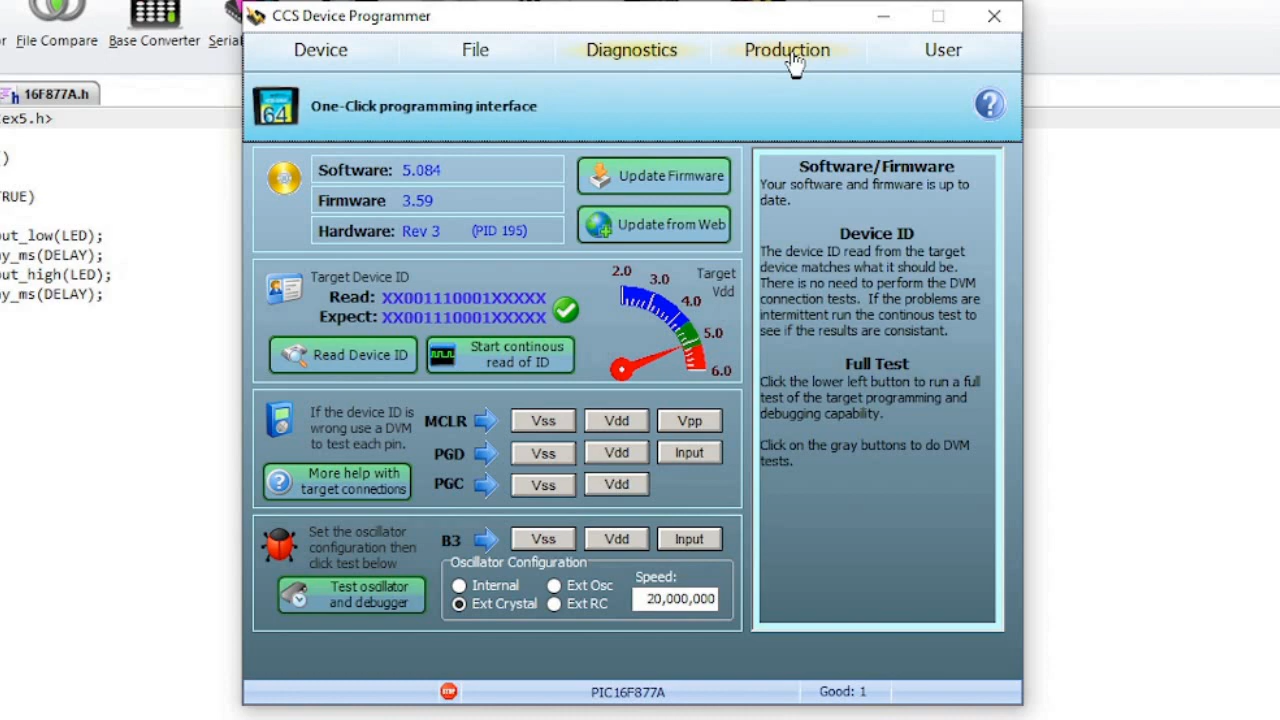 CCS Device Programmer
File Compare Base Converter Serial
Device File Diagnostics Production User
16F877A.h
One-Click programming interface
ex5.h>
)
TRUE)
ut_low(LED);
y_ms(DELAY);
ut_high(LED);
y_ms(DELAY);
Software: 5.084
Firmware 3.59
Hardware: Rev 3 (PID 195)
Update Firmware
Update from Web
Target Device ID
Read: XX001110001XXXXX
Expect: XX001110001XXXXX
Read Device ID
Start continous
read of ID
2.0
3.0
4.0
5.0
6.0
Target
Vdd
If the device ID is
wrong use a DVM
to test each pin.
More help with
target connections
MCLR Vss Vdd Vpp
PGD Vss Vdd Input
PGC Vss Vdd
Set the oscillator
configuration then
click test below
Test oscillator
and debugger
B3 Vss Vdd Input
Oscillator Configuration
Internal Ext Osc
Ext Crystal Ext RC
Speed:
20,000,000
Software/Firmware
Your software and firmware is up to
date.
Device ID
The device ID read from the target
device matches what it should be.
There is no need to perform the DVM
connection tests. If the problems are
intermittent run the continous test to
see if the results are consistant.
Full Test
Click the lower left button to run a full
test of the target programming and
debugging capability.
Click on the gray buttons to do DVM
tests.
STOP
PIC16F877A
Good: 1